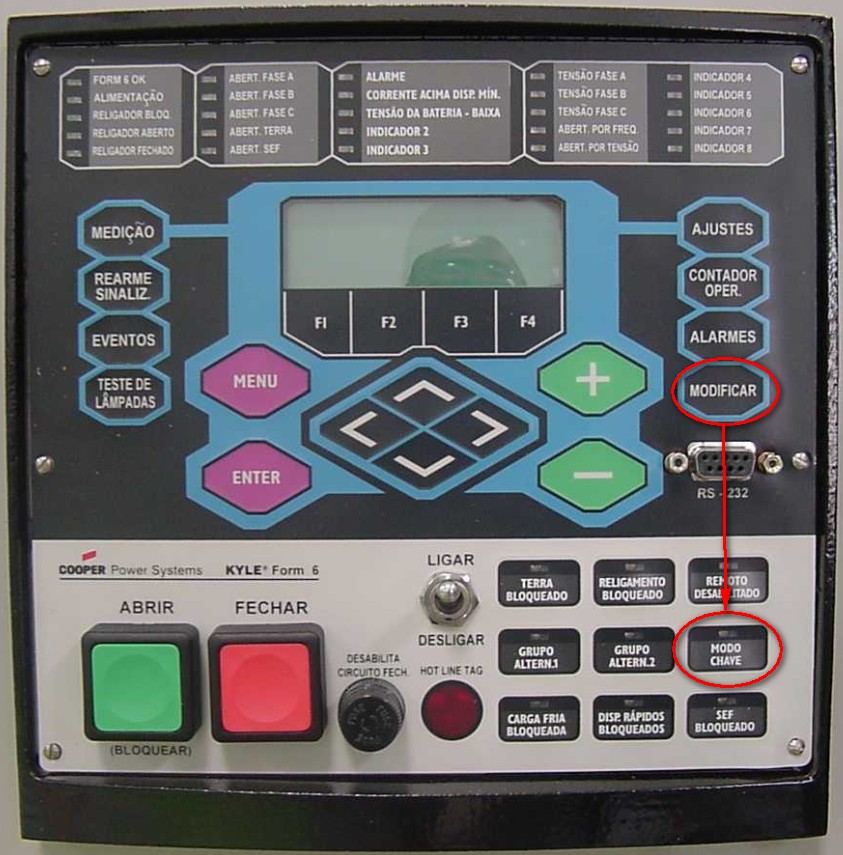 FORM 6 OK
ALIMENTAÇÃO
RELIGADOR BLOQ.
RELIGADOR ABERTO
RELIGADOR FECHADO
ABERT. FASE A
ABERT. FASE B
ABERT. FASE C
ABERT. TERRA
ABERT. SEF
ALARME
CORRENTE ACIMA DISP. MÍN.
TENSÃO DA BATERIA - BAIXA
INDICADOR 2
INDICADOR 3
TENSÃO FASE A
TENSÃO FASE B
TENSÃO FASE C
ABERT. POR FREQ.
ABERT. POR TENSÃO
INDICADOR 4
INDICADOR 5
INDICADOR 6
INDICADOR 7
INDICADOR 8
MEDIÇÃO
REARME
SINALIZ.
EVENTOS
TESTE DE
LÂMPADAS
F1 F2 F3 F4
MENU
ENTER
+
-
AJUSTES
CONTADOR
OPER.
ALARMES
MODIFICAR
RS - 232
COOPER Power Systems KYLE® Form 6
ABRIR
(BLOQUEAR)
FECHAR
LIGAR
DESLIGAR
DESABILITA
CIRCUITO FECH.
FUSE FUSE
HOT LINE TAG
TERRA
BLOQUEADO
RELIGAMENTO
BLOQUEADO
REMOTO
DESABILITADO
GRUPO
ALTERN.1
GRUPO
ALTERN.2
MODO
CHAVE
CARGA FRIA
BLOQUEADA
DISP. RÁPIDOS
BLOQUEADOS
SEF
BLOQUEADO